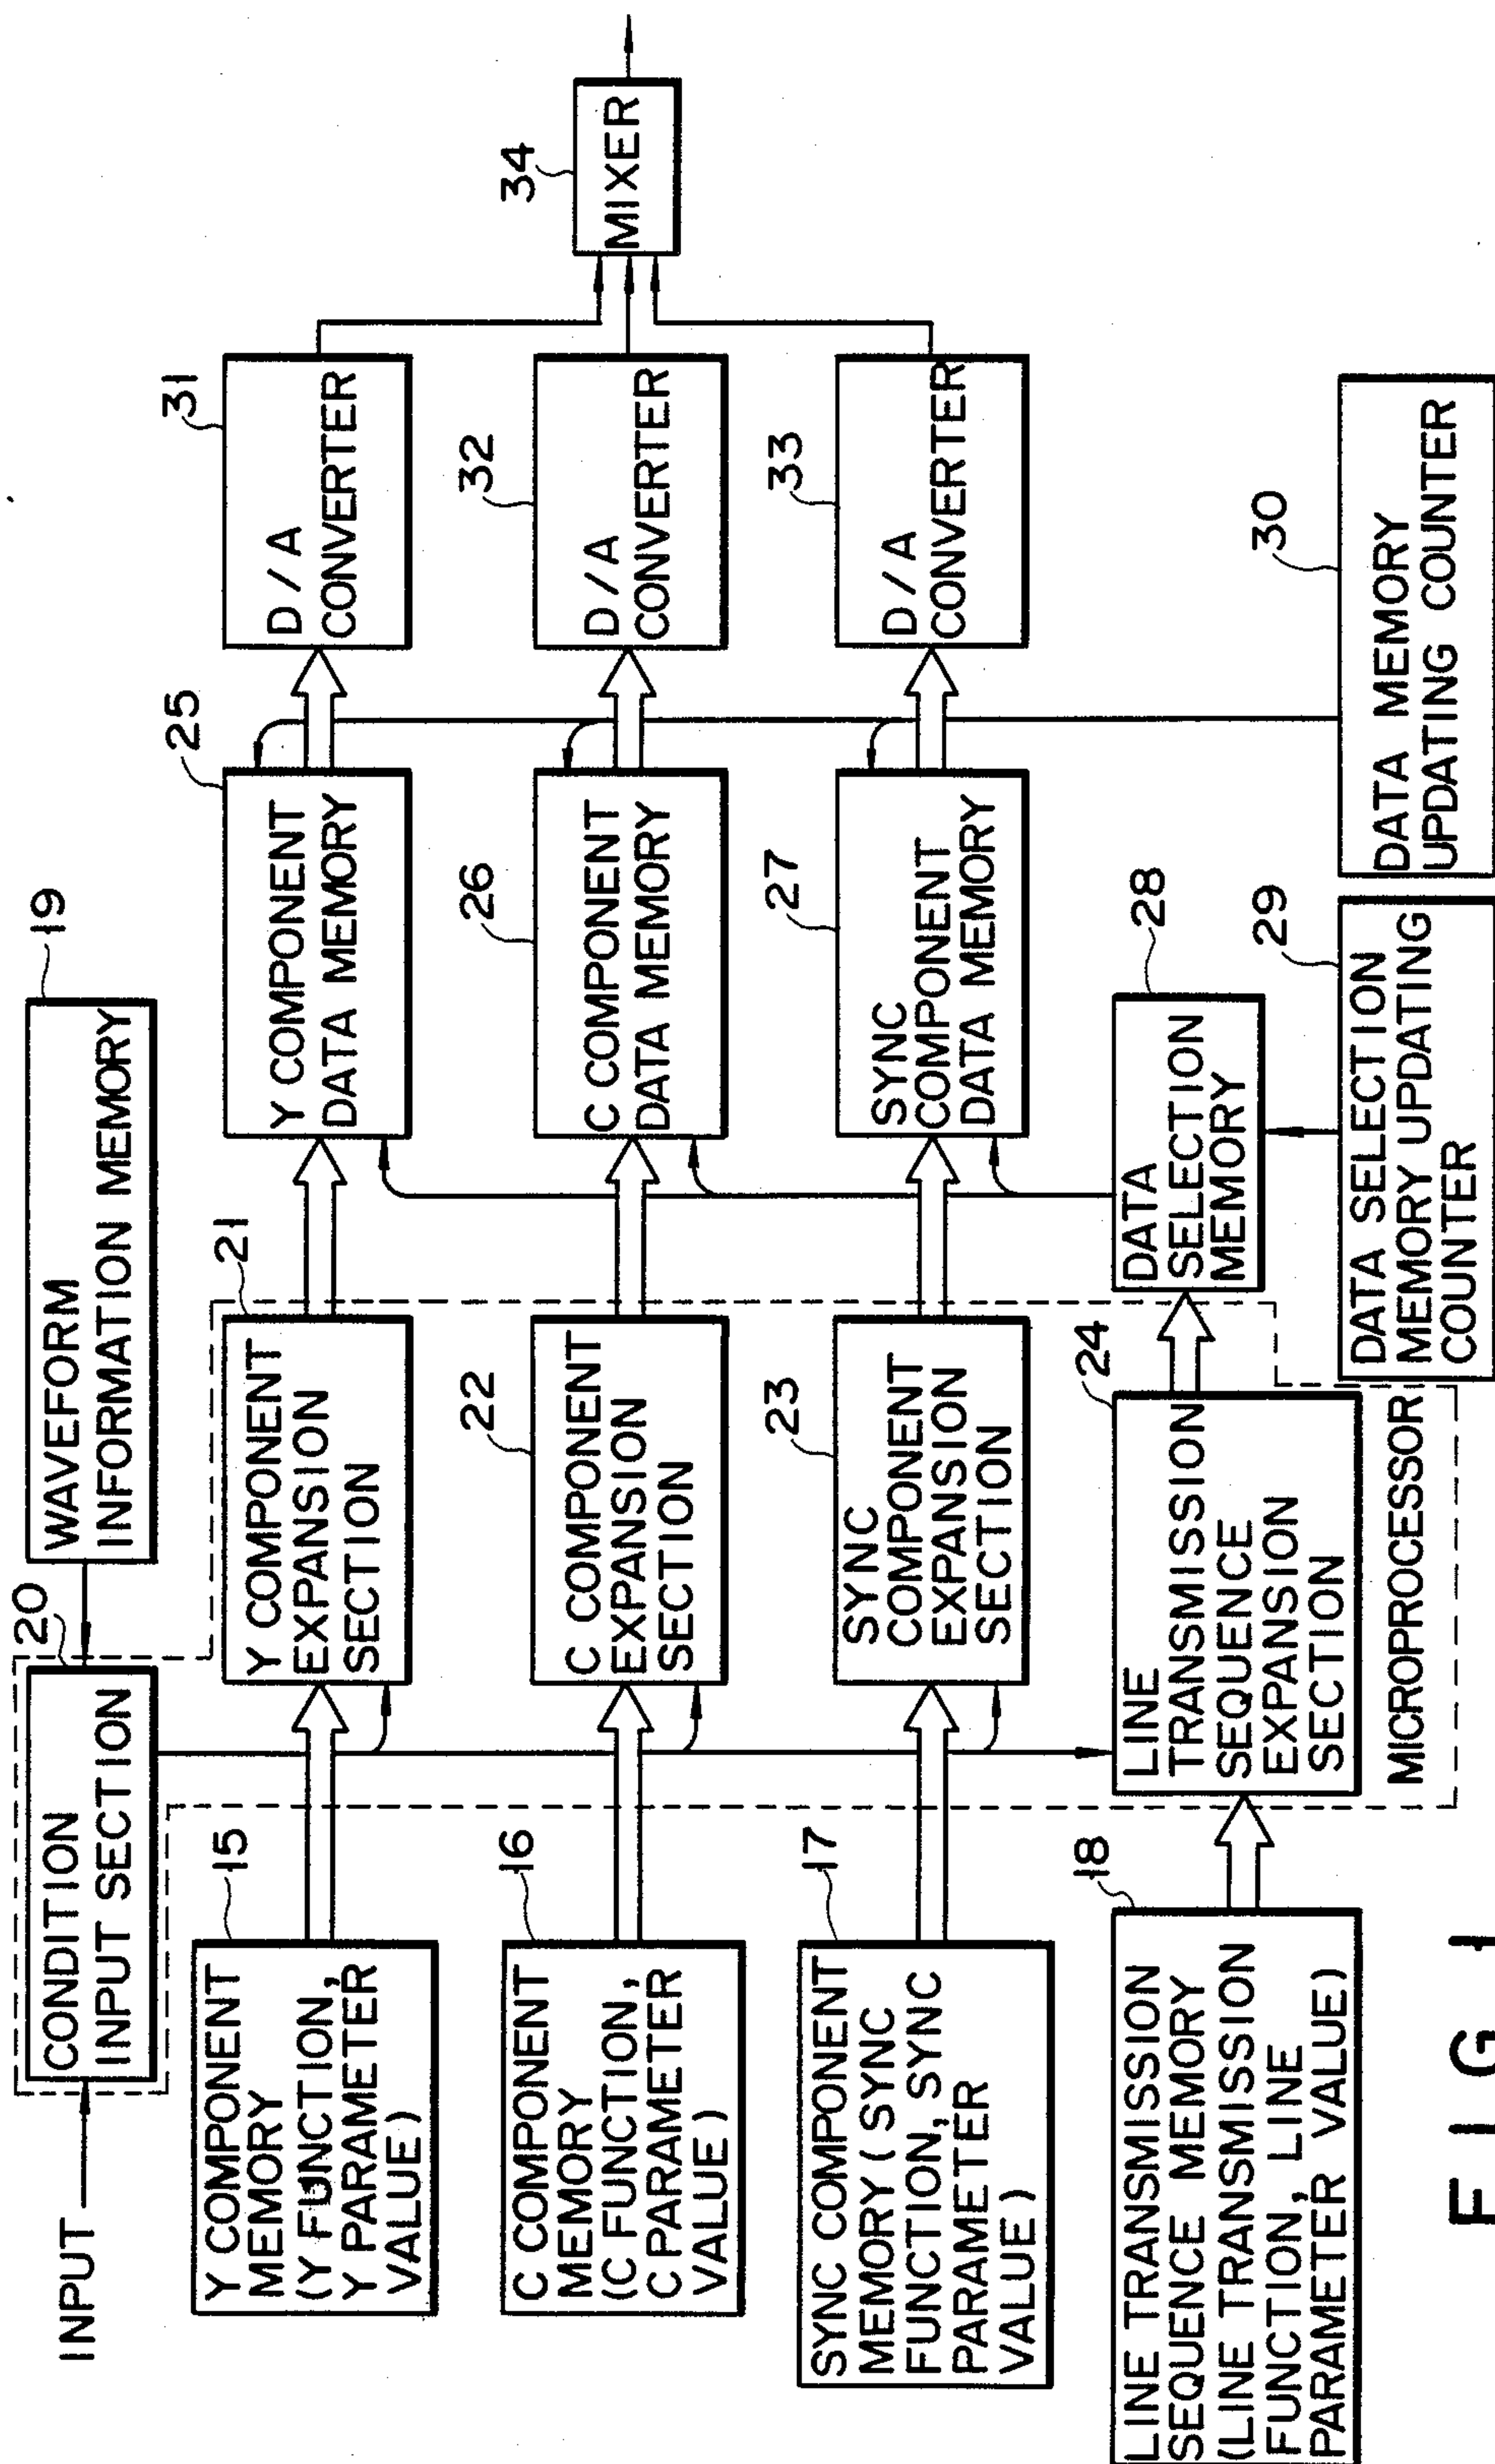 INPUT
CONDITION
INPUT SECTION
20
WAVEFORM
INFORMATION MEMORY
19
Y COMPONENT
MEMORY
(Y FUNCTION,
Y PARAMETER
VALUE)
15
Y COMPONENT
EXPANSION
SECTION
21
Y COMPONENT
DATA MEMORY
25
D/A
CONVERTER
31
C COMPONENT
MEMORY
(C FUNCTION,
C PARAMETER
VALUE)
16
C COMPONENT
EXPANSION
SECTION
22
C COMPONENT
DATA MEMORY
26
D/A
CONVERTER
32
MIXER
34
SYNC COMPONENT
MEMORY (SYNC
FUNCTION, SYNC
PARAMETER
VALUE)
17
SYNC
COMPONENT
EXPANSION
SECTION
23
SYNC
COMPONENT
DATA MEMORY
27
D/A
CONVERTER
33
LINE TRANSMISSION
SEQUENCE MEMORY
(LINE TRANSMISSION
FUNCTION, LINE
PARAMETER VALUE)
18
LINE
TRANSMISSION
SEQUENCE
EXPANSION
SECTION
24
MICROPROCESSOR
DATA
SELECTION
MEMORY
28
DATA SELECTION
MEMORY UPDATING
COUNTER
29
DATA MEMORY
UPDATING COUNTER
30
FIG 1